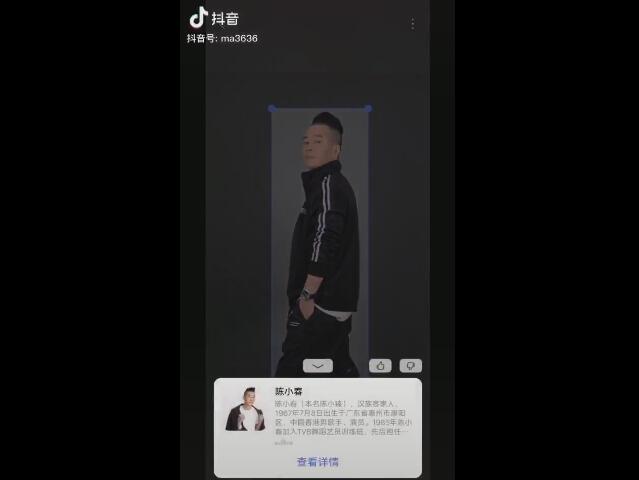 抖音
抖音号: ma3636
陈小春
陈小春（本名陈小臻），汉族客家人，
1967年7月8日出生于广东省惠州市惠阳
区，中国香港男歌手、演员。1985年陈小
春加入TVB舞蹈艺员训练班，先后担任…
查看详情